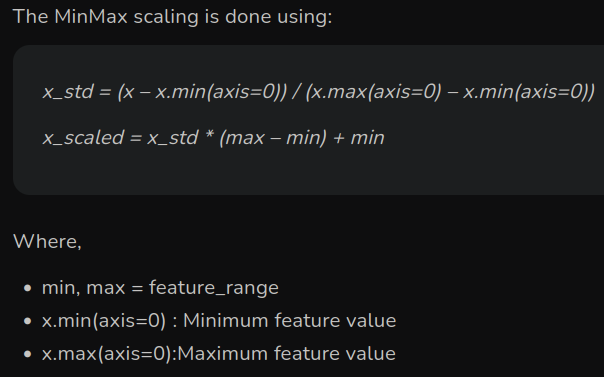 The MinMax scaling is done using:
x_std = (x – x.min(axis=0)) / (x.max(axis=0) – x.min(axis=0))
x_scaled = x_std * (max – min) + min
Where,
• min, max = feature_range
• x.min(axis=0) : Minimum feature value
• x.max(axis=0):Maximum feature value